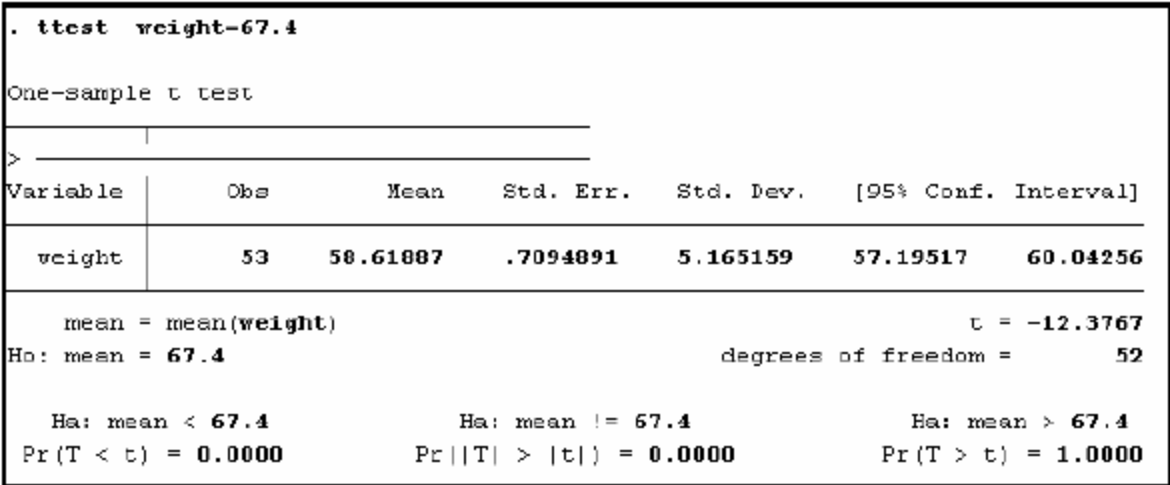 . ttest weight-67.4
One-sample t test
>
Variable Obs Mean Std. Err. Std. Dev. [95% Conf. Interval]
weight 53 58.61887 .7094891 5.165159 57.19517 60.04256
mean = mean(weight) t = -12.3767
Ho: mean = 67.4 degrees of freedom = 52
Ha: mean < 67.4 Ha: mean != 67.4 Ha: mean > 67.4
Pr(T < t) = 0.0000 Pr(|T| > |t|) = 0.0000 Pr(T > t) = 1.0000